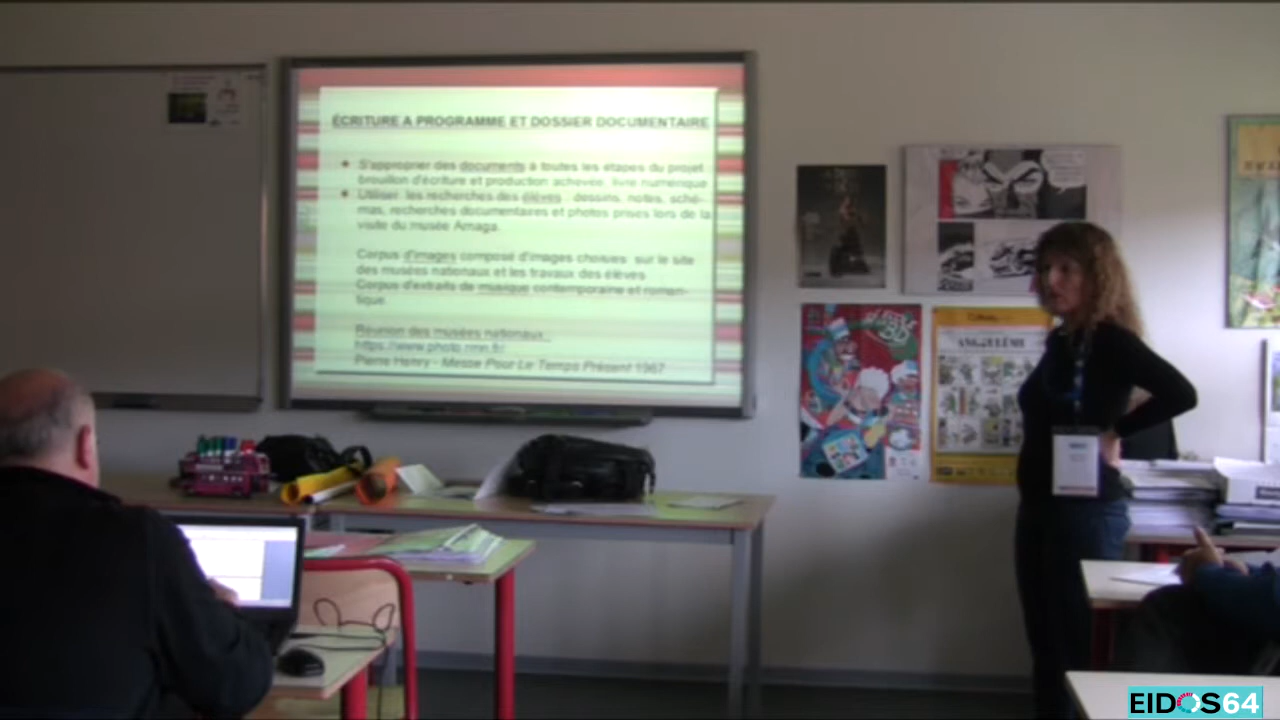 ÉCRITURE A PROGRAMME ET DOSSIER DOCUMENTAIRE
S'approprier des documents à toutes les étapes du projet
brouillon d'écriture et production achevée, livre numérique
Utiliser les recherches des élèves dessins, notes, sché-
mas, recherches documentaires et photos prises lors de la
visite du musée Arnaga.
Corpus d'images composé d'images choisies sur le site
des musées nationaux et les travaux des élèves
Corpus d'extraits de musique contemporaine et roman-
tique.
Réunion des musées nationaux
https://www.photo.rmn.fr/
Pierre Henry - Messe Pour Le Temps Présent 1967
ANGOULÊME
EIDOS64